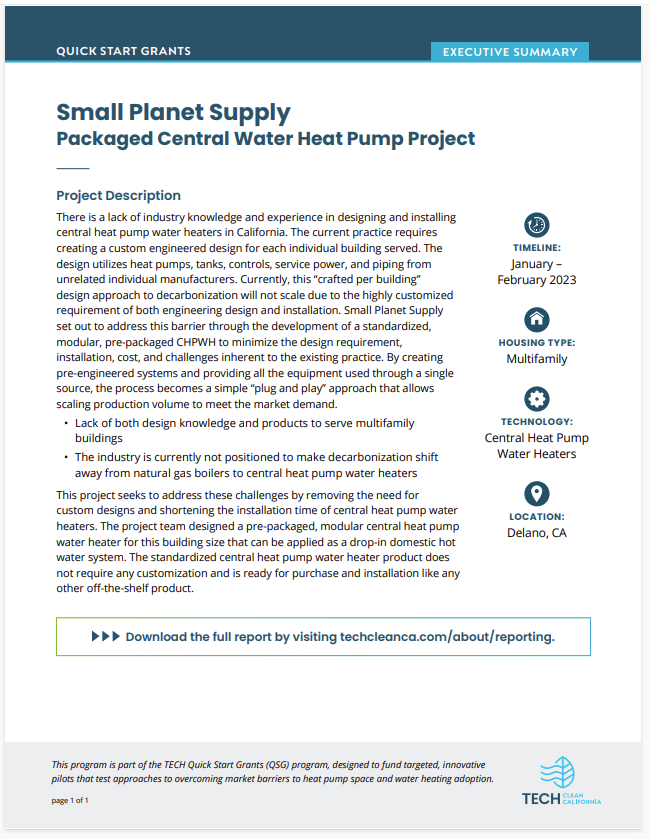 QUICK START GRANTS
EXECUTIVE SUMMARY
Small Planet Supply
Packaged Central Water Heat Pump Project
Project Description
There is a lack of industry knowledge and experience in designing and installing
central heat pump water heaters in California. The current practice requires
creating a custom engineered design for each individual building served. The
design utilizes heat pumps, tanks, controls, service power, and piping from
unrelated individual manufacturers. Currently, this “crafted per building”
design approach to decarbonization will not scale due to the highly customized
requirement of both engineering design and installation. Small Planet Supply
set out to address this barrier through the development of a standardized,
modular, pre-packaged CHPWH to minimize the design requirement,
installation, cost, and challenges inherent to the existing practice. By creating
pre-engineered systems and providing all the equipment used through a single
source, the process becomes a simple “plug and play” approach that allows
scaling production volume to meet the market demand.
• Lack of both design knowledge and products to serve multifamily
buildings
• The industry is currently not positioned to make decarbonization shift
away from natural gas boilers to central heat pump water heaters
This project seeks to address these challenges by removing the need for
custom designs and shortening the installation time of central heat pump water
heaters. The project team designed a pre-packaged, modular central heat pump
water heater for this building size that can be applied as a drop-in domestic hot
water system. The standardized central heat pump water heater product does
not require any customization and is ready for purchase and installation like any
other off-the-shelf product.
TIMELINE:
January –
February 2023
HOUSING TYPE:
Multifamily
TECHNOLOGY:
Central Heat Pump
Water Heaters
LOCATION:
Delano, CA
Download the full report by visiting techcleanca.com/about/reporting.
This program is part of the TECH Quick Start Grants (QSG) program, designed to fund targeted, innovative
pilots that test approaches to overcoming market barriers to heat pump space and water heating adoption.
page 1 of 1
TECH CLEAN
CALIFORNIA